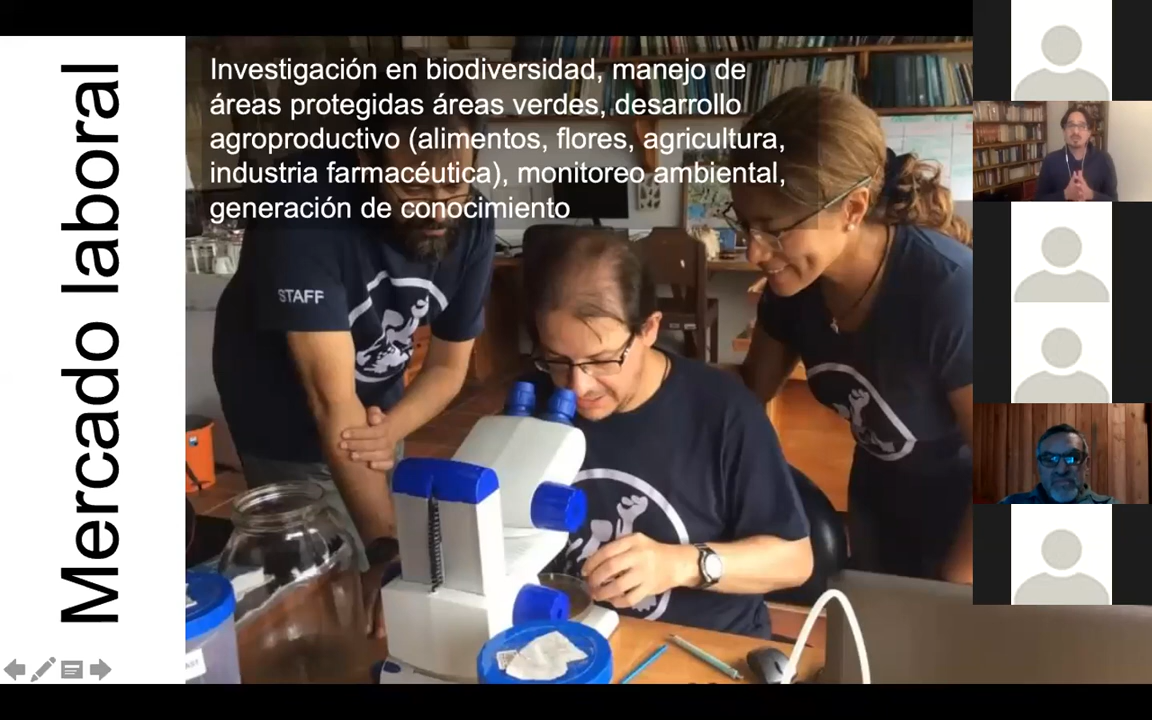 Mercado laboral
Investigación en biodiversidad, manejo de
áreas protegidas áreas verdes, desarrollo
agroproductivo (alimentos, flores, agricultura,
industria farmacéutica), monitoreo ambiental,
generación de conocimiento
STAFF